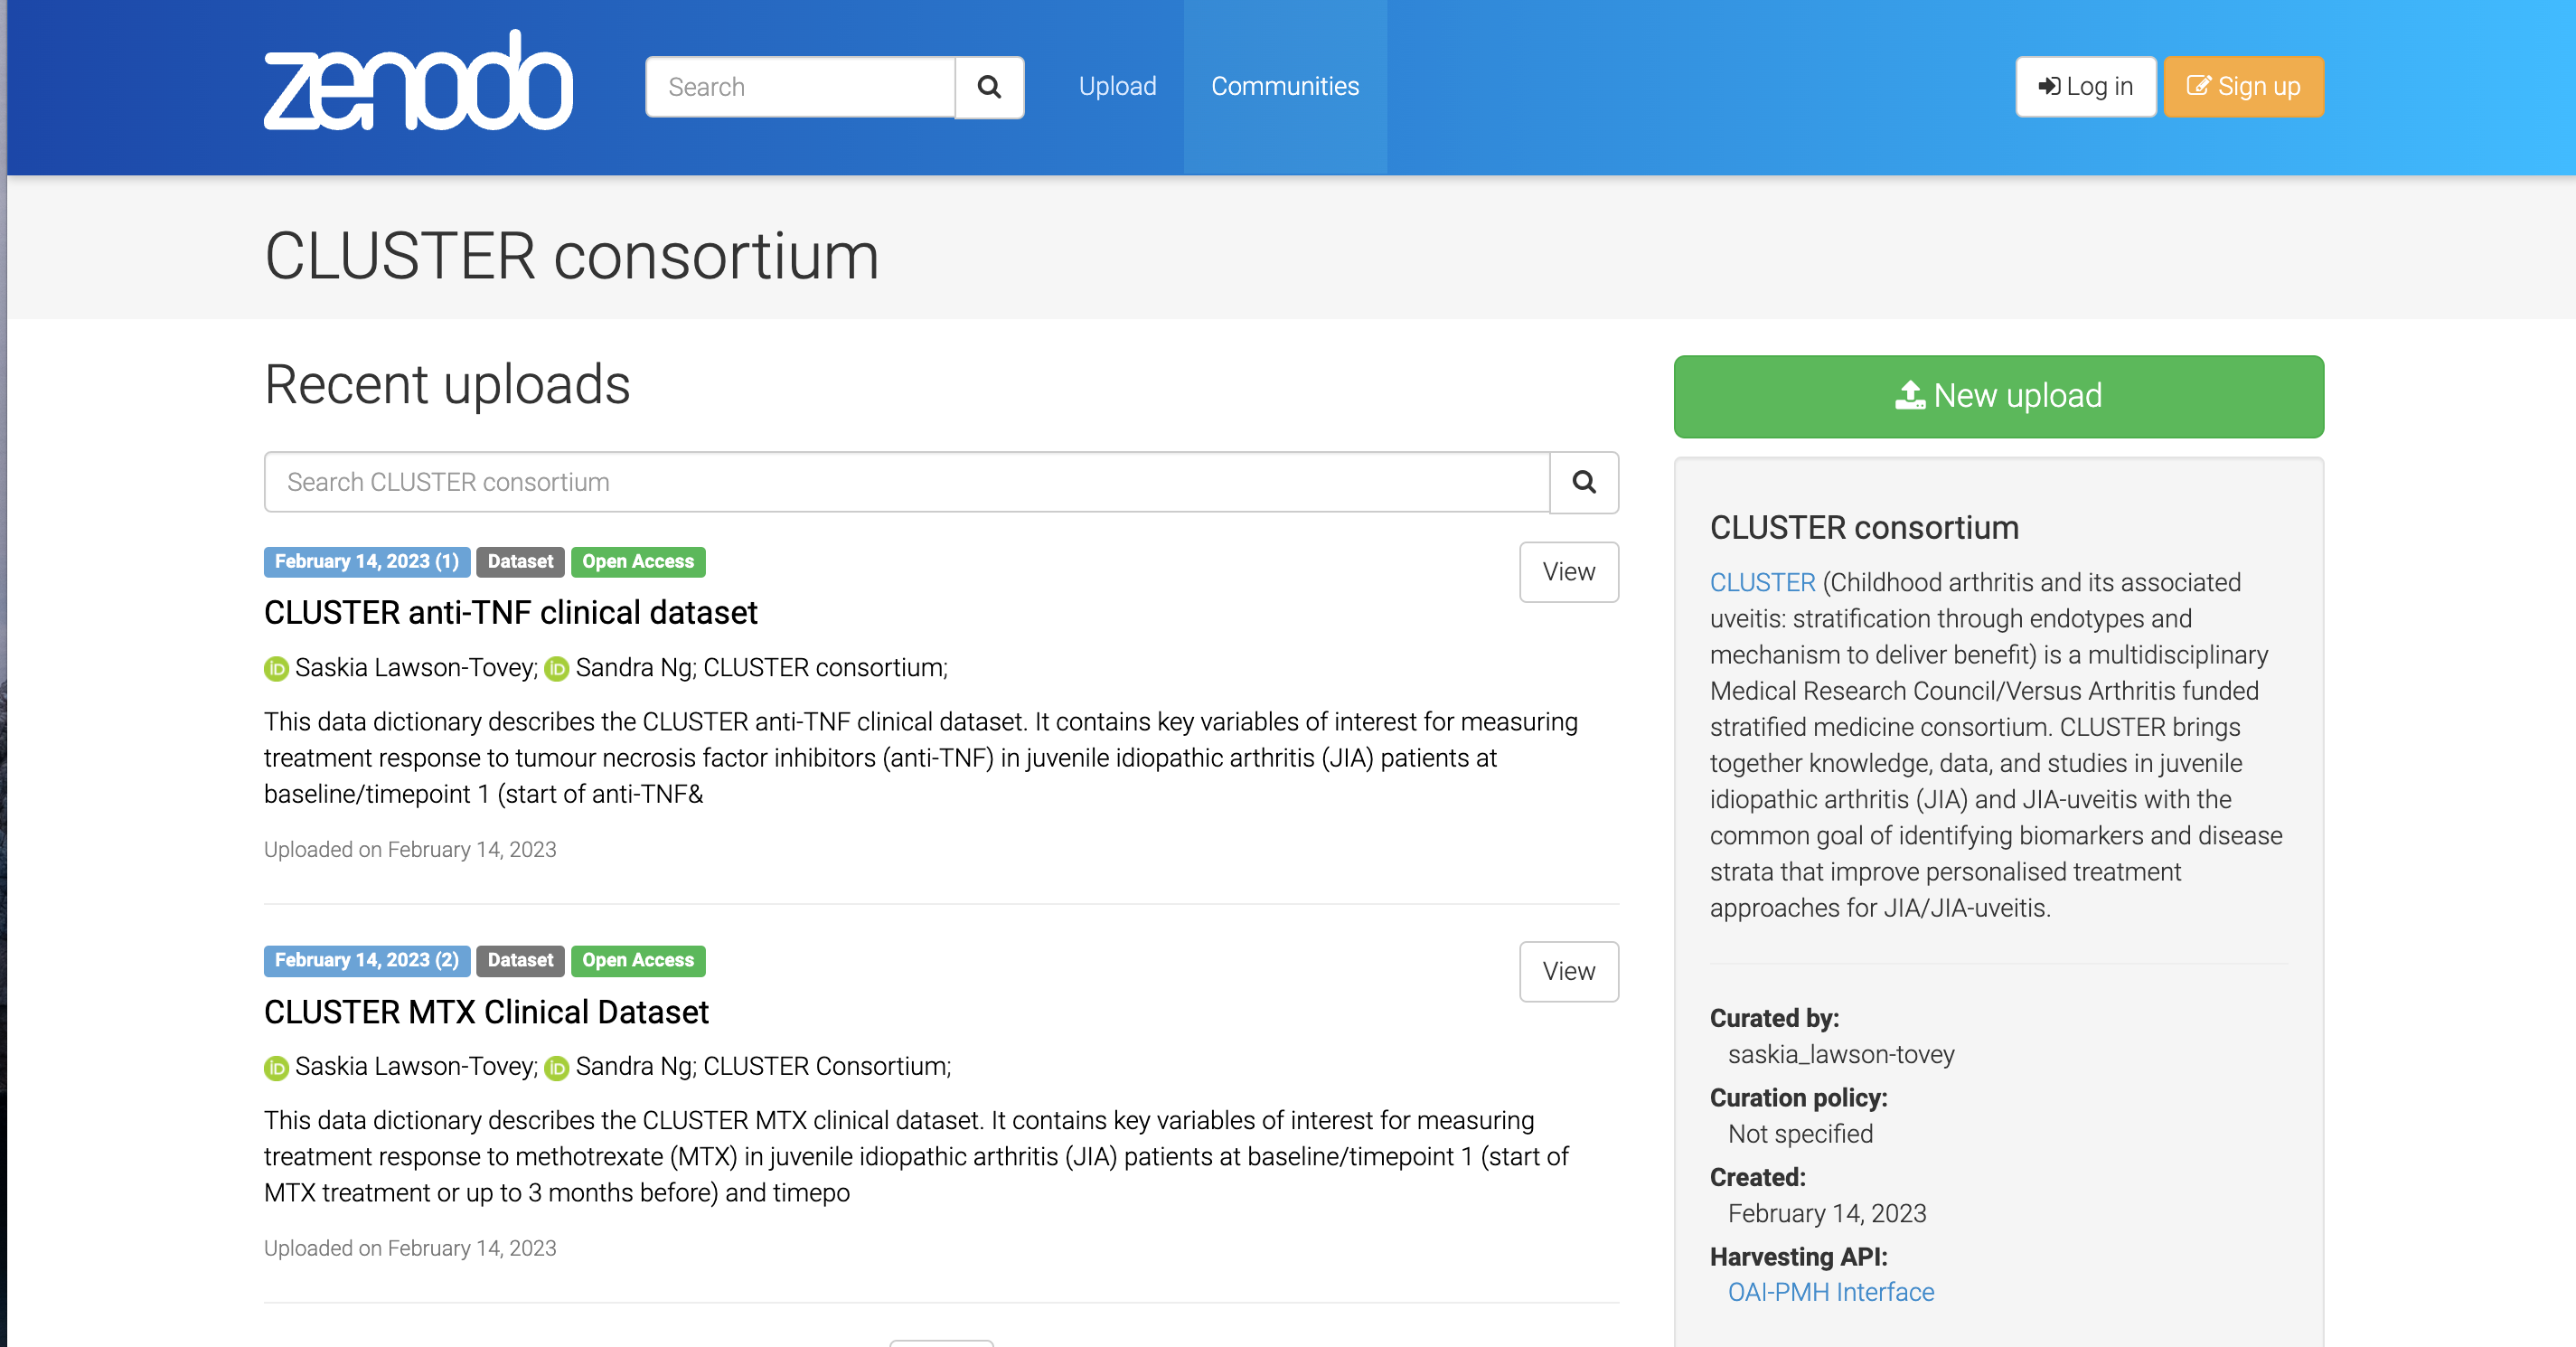 zenodo
Search
Upload
Communities
Log in
Sign up
CLUSTER consortium
Recent uploads
New upload
Search CLUSTER consortium
February 14, 2023 (1) Dataset Open Access
View
CLUSTER anti-TNF clinical dataset
iD Saskia Lawson-Tovey; iD Sandra Ng; CLUSTER consortium;
This data dictionary describes the CLUSTER anti-TNF clinical dataset. It contains key variables of interest for measuring
treatment response to tumour necrosis factor inhibitors (anti-TNF) in juvenile idiopathic arthritis (JIA) patients at
baseline/timepoint 1 (start of anti-TNF&
Uploaded on February 14, 2023
February 14, 2023 (2) Dataset Open Access
View
CLUSTER MTX Clinical Dataset
iD Saskia Lawson-Tovey; iD Sandra Ng; CLUSTER Consortium;
This data dictionary describes the CLUSTER MTX clinical dataset. It contains key variables of interest for measuring
treatment response to methotrexate (MTX) in juvenile idiopathic arthritis (JIA) patients at baseline/timepoint 1 (start of
MTX treatment or up to 3 months before) and timepo
Uploaded on February 14, 2023
CLUSTER consortium
CLUSTER (Childhood arthritis and its associated
uveitis: stratification through endotypes and
mechanism to deliver benefit) is a multidisciplinary
Medical Research Council/Versus Arthritis funded
stratified medicine consortium. CLUSTER brings
together knowledge, data, and studies in juvenile
idiopathic arthritis (JIA) and JIA-uveitis with the
common goal of identifying biomarkers and disease
strata that improve personalised treatment
approaches for JIA/JIA-uveitis.
Curated by:
saskia_lawson-tovey
Curation policy:
Not specified
Created:
February 14, 2023
Harvesting API:
OAI-PMH Interface